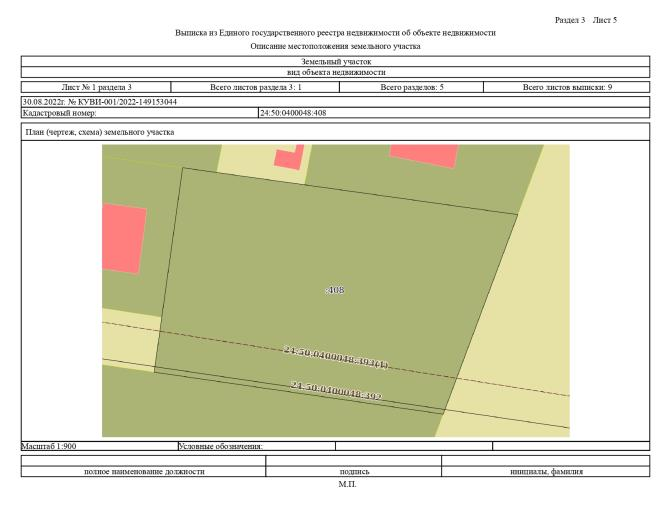 Раздел 3 Лист 5
Выписка из Единого государственного реестра недвижимости об объекте недвижимости
Описание местоположения земельного участка
Земельный участок
вид объекта недвижимости
Лист № 1 раздела 3 Всего листов раздела 3: 1 Всего разделов: 5 Всего листов выписки: 9
30.08.2022г. № КУВИ-001/2022-149153044
Кадастровый номер: 24:50:0400048:408
План (чертеж, схема) земельного участка
:408
24:50:0400048:393(1)
24:50:0400048:392
Масштаб 1:900 Условные обозначения:
полное наименование должности подпись инициалы, фамилия
М.П.